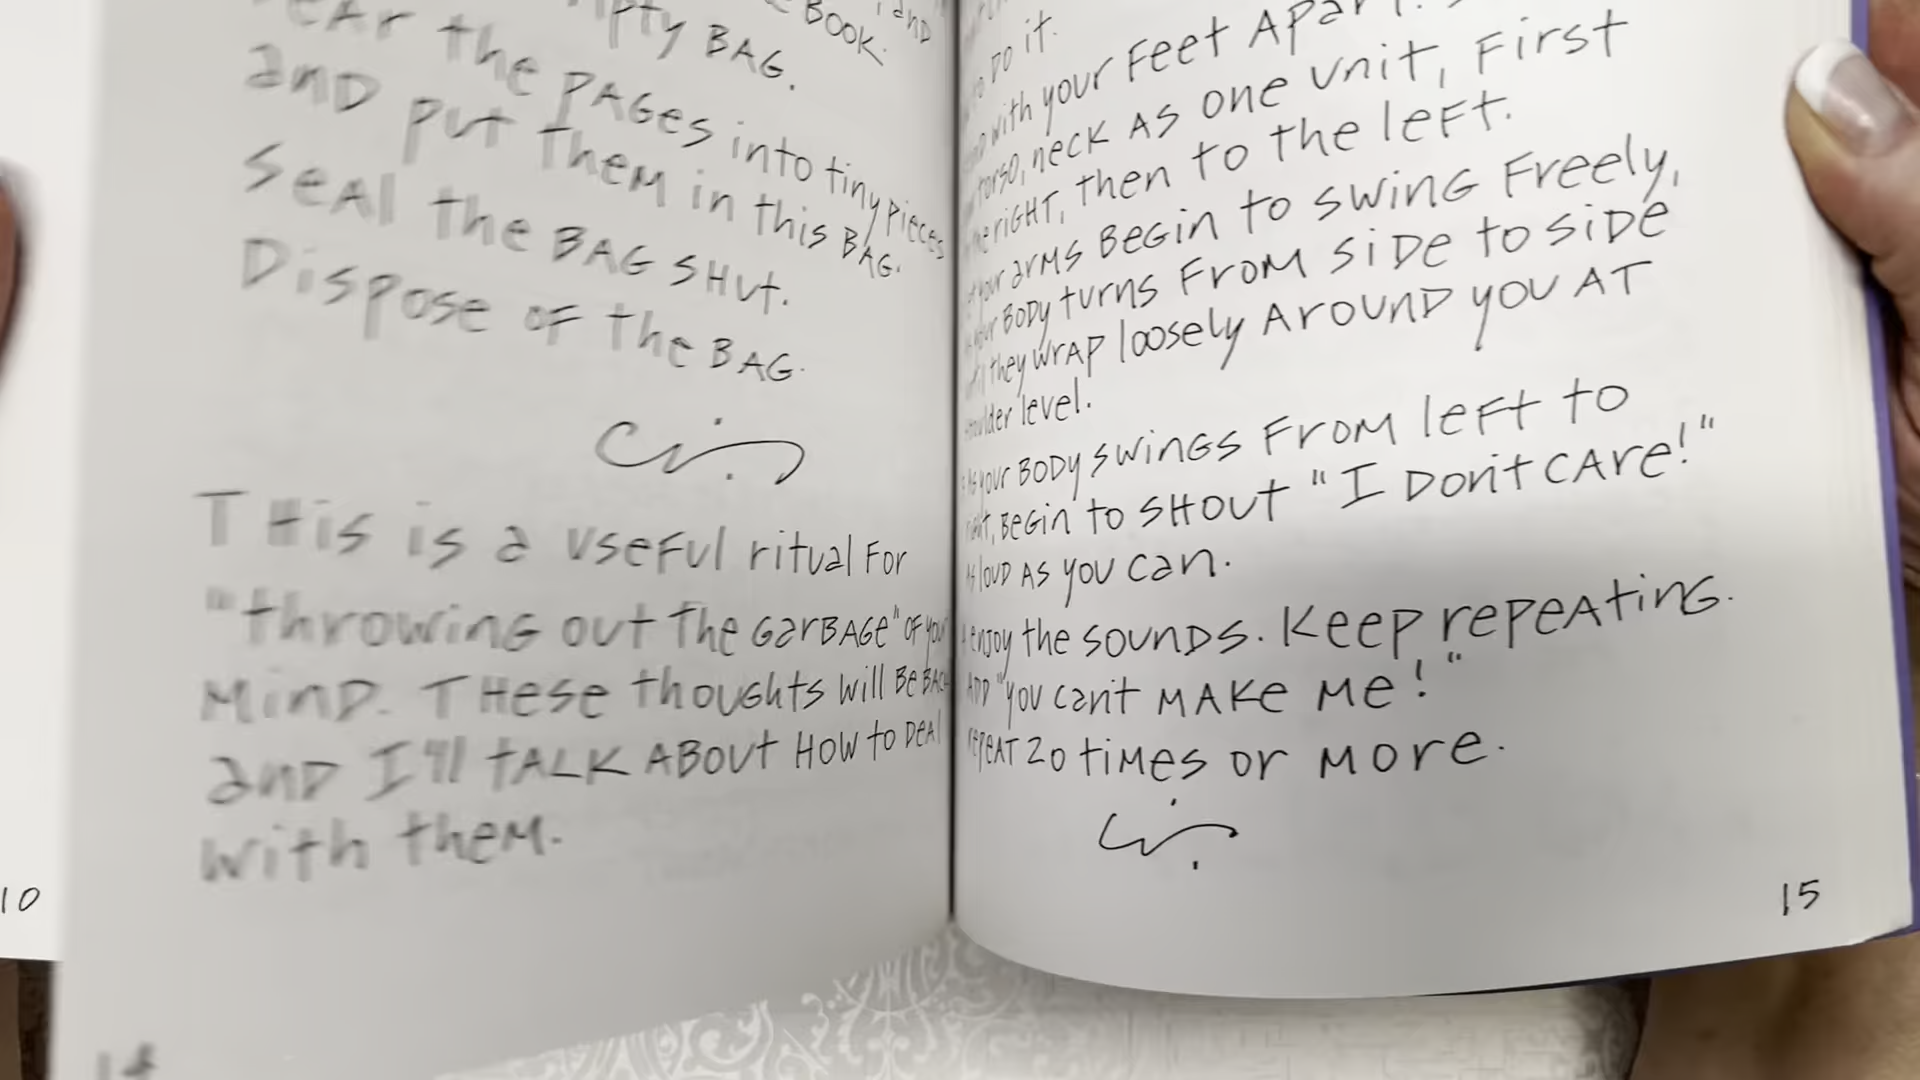 BOOK.
and
BAG.
the PAGes into tiny pieces
and put them in this BAG.
Seal the BAG SHut.
Dispose OF the BAG.
THis is a useFul ritual For
"throwing out the GarBAGe" OF your
MinD. THese thoughts will Be BACK
and I'll tALK ABout How to DeAl
with theM.
10
14
to Do it.
with your Feet Apart.
torso, neck AS one unit, First
the riGHT, then to the leFt.
your arMS BeGin to swinG Freely,
your BoDy turns FroM siDe to siDe
they wrAP loosely ArounD you AT
shoulder level.
As your BODy swinGS FroM leFt to
right, BeGin to SHOUt "I Don't CAre!"
As louD AS you can.
enjoy the sounDS. Keep repeAtinG.
ADD "you can't MAKe Me!"
repeAT 20 tiMes or More.
15